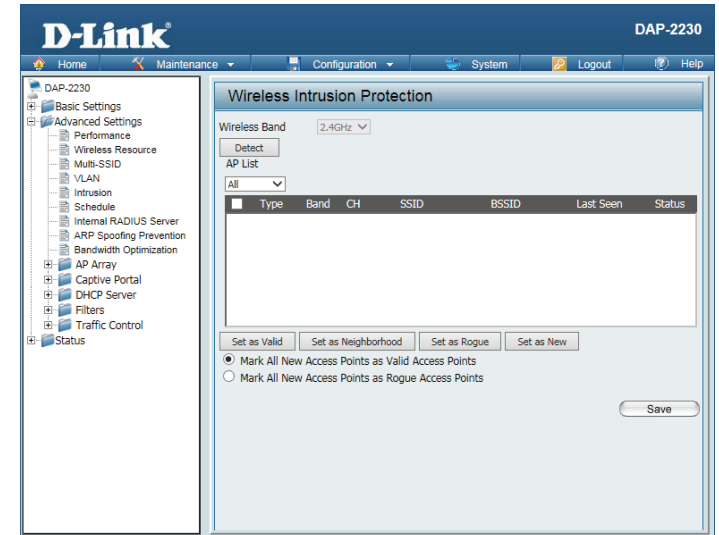 D-Link®
DAP-2230
Home Maintenance Configuration System Logout Help
DAP-2230
Basic Settings
Advanced Settings
Performance
Wireless Resource
Multi-SSID
VLAN
Intrusion
Schedule
Internal RADIUS Server
ARP Spoofing Prevention
Bandwidth Optimization
AP Array
Captive Portal
DHCP Server
Filters
Traffic Control
Status
Wireless Intrusion Protection
Wireless Band 2.4GHz
Detect
AP List
All
Type Band CH SSID BSSID Last Seen Status
Set as Valid Set as Neighborhood Set as Rogue Set as New
Mark All New Access Points as Valid Access Points
Mark All New Access Points as Rogue Access Points
Save